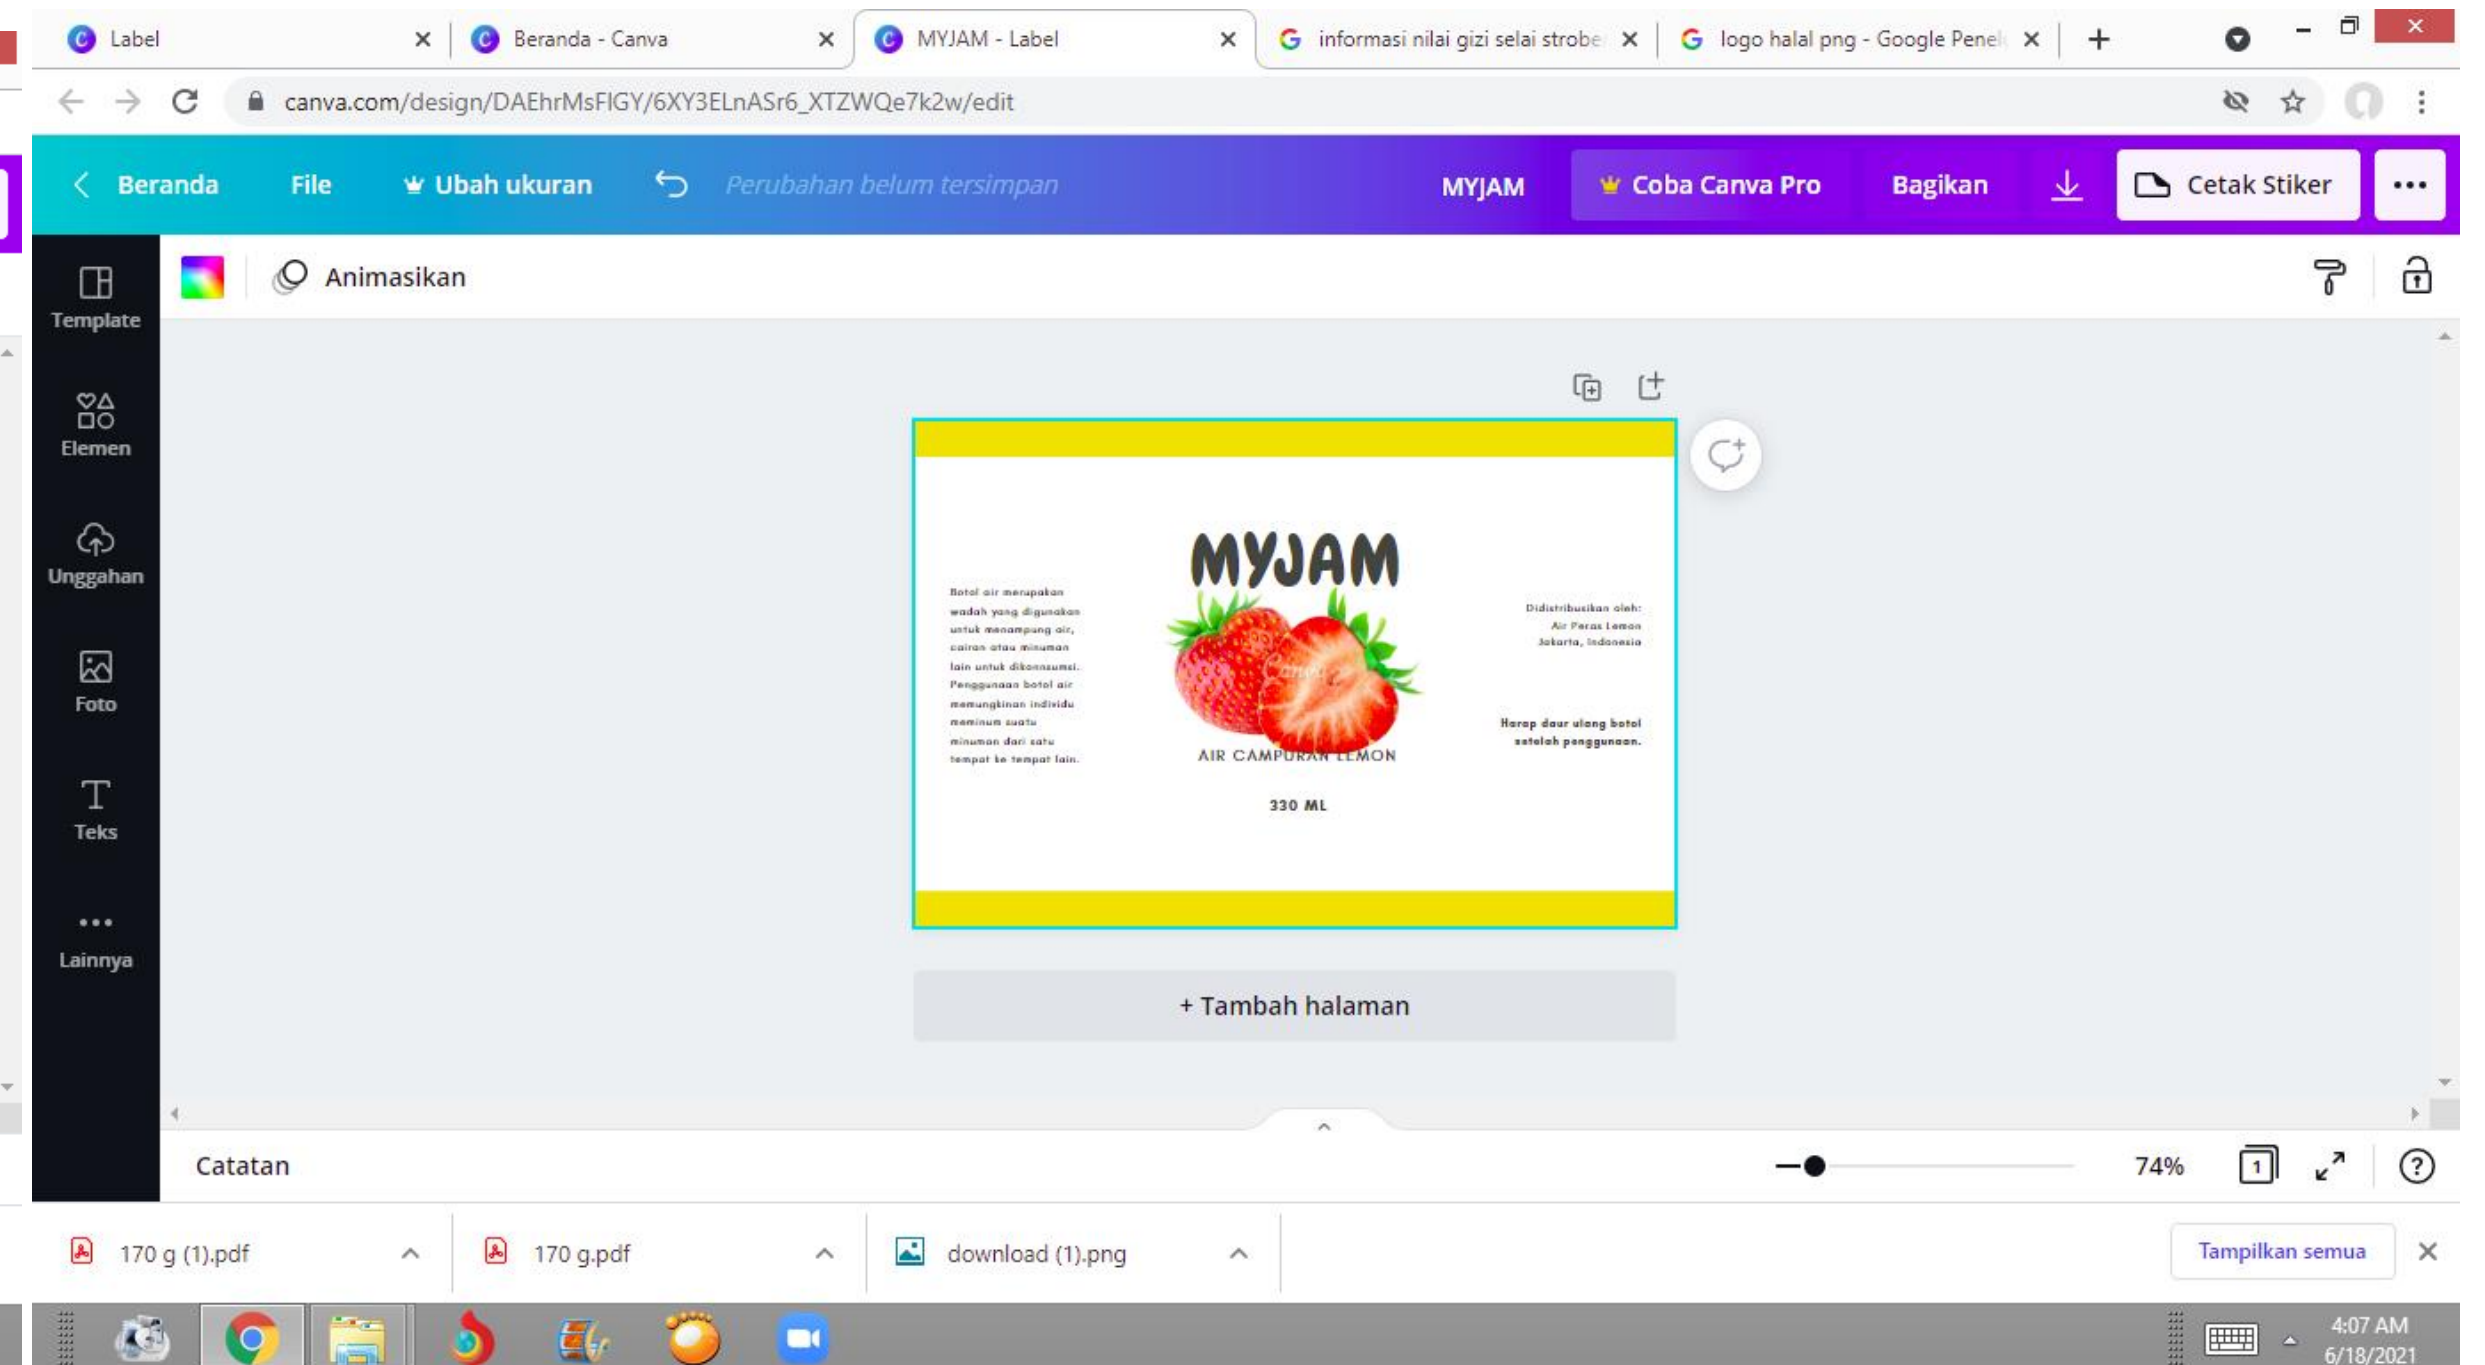 Label
Beranda - Canva
MYJAM - Label
informasi nilai gizi selai strobe
logo halal png - Google Penel
canva.com/design/DAEhrMsFIGY/6XY3ELnASr6_XTZWQe7k2w/edit
Beranda
File
Ubah ukuran
Perubahan belum tersimpan
MYJAM
Coba Canva Pro
Bagikan
Cetak Stiker
Animasikan
Template
Elemen
Unggahan
Foto
Teks
Lainnya
MYJAM
Botol air merupakan
wadah yang digunakan
untuk menampung air,
cairan atau minuman
lain untuk dikonnsumsi.
Penggunaan botol air
memungkinan individu
meminum suatu
minuman dari satu
tempat ke tempat lain.
Canva
AIR CAMPURAN LEMON
330 ML
Didistribusikan oleh:
Air Peras Lemon
Jakarta, Indonesia
Harap daur ulang botol
setelah penggunaan.
+ Tambah halaman
Catatan
74%
1
170 g (1).pdf
170 g.pdf
download (1).png
Tampilkan semua
4:07 AM
6/18/2021